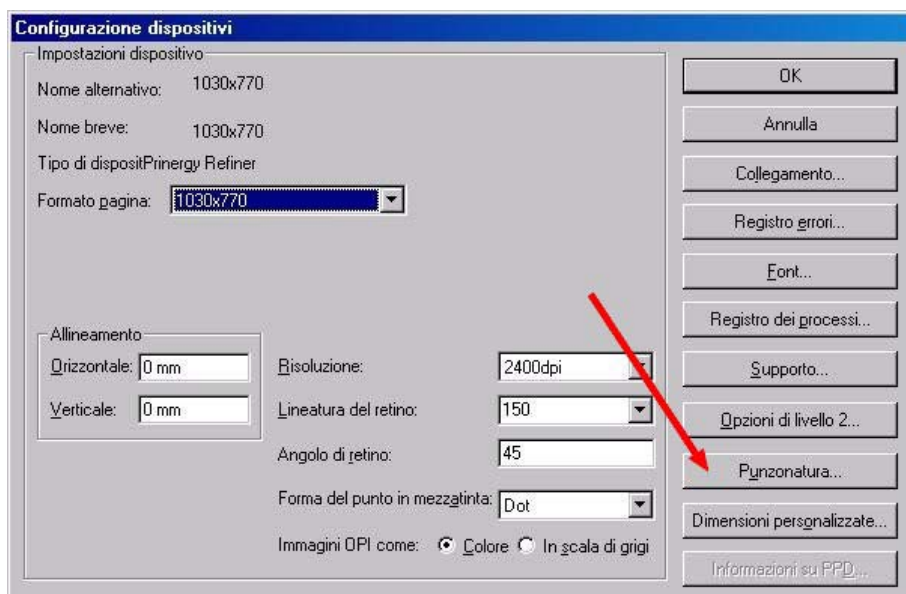 Configurazione dispositivi
Impostazioni dispositivo
Nome alternativo: 1030x770
Nome breve: 1030x770
Tipo di dispositPrinergy Refiner
Formato pagina: 1030x770
Allineamento
Orizzontale: 0 mm
Verticale: 0 mm
Risoluzione: 2400dpi
Lineatura del retino: 150
Angolo di retino: 45
Forma del punto in mezzatinta: Dot
Immagini OPI come: Colore In scala di grigi
OK
Annulla
Collegamento...
Registro errori...
Font...
Registro dei processi...
Supporto...
Opzioni di livello 2...
Punzonatura...
Dimensioni personalizzate...
Informazioni su PPD...